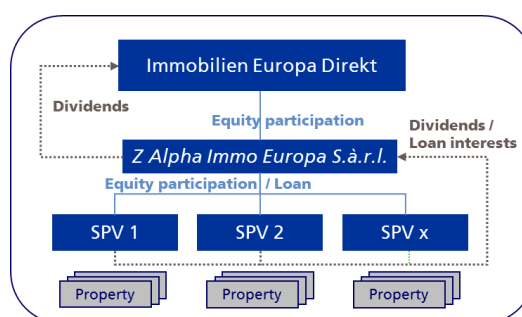 Immobilien Europa Direkt
Dividends
Equity participation
Dividends /
Loan interests
Z Alpha Immo Europa S.à.r.l.
Equity participation / Loan
SPV 1
SPV 2
SPV x
Property
Property
Property